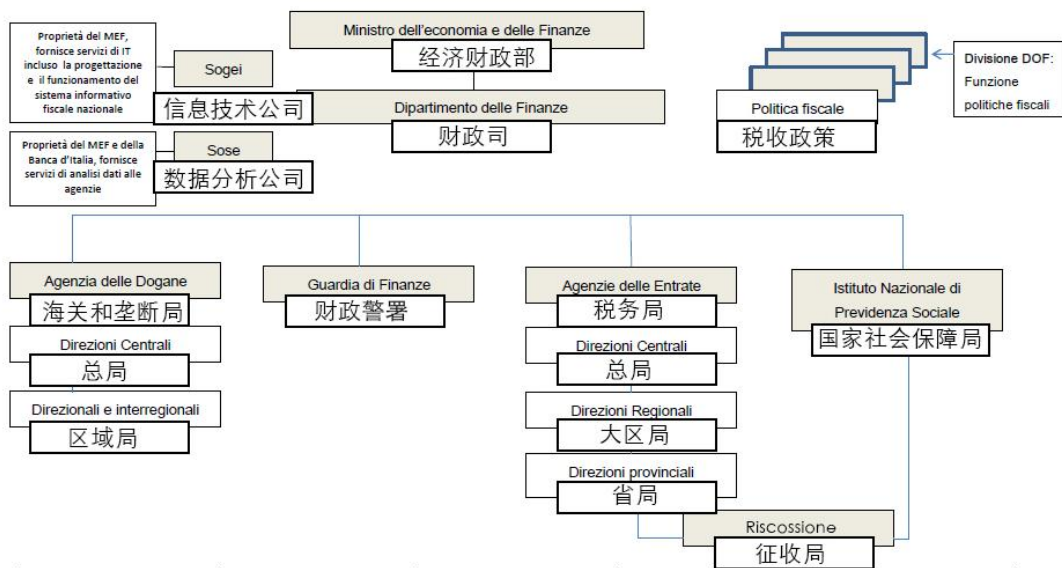 Proprietà del MEF,
fornisce servizi di IT
incluso la progettazione
e il funzionamento del
sistema informativo
fiscale nazionale
Sogei
信息技术公司
Ministro dell'economia e delle Finanze
经济财政部
Dipartimento delle Finanze
财政司
Politica fiscale
税收政策
Divisione DOF:
Funzione
politiche fiscali
Proprietà del MEF e della
Banca d'Italia, fornisce
servizi di analisi dati alle
agenzie
Sose
数据分析公司
Agenzia delle Dogane
海关和垄断局
Direzioni Centrali
总局
Direzionali e interregionali
区域局
Guardia di Finanze
财政警署
Agenzie delle Entrate
税务局
Direzioni Centrali
总局
Direzioni Regionali
大区局
Direzioni provinciali
省局
Istituto Nazionale di
Previdenza Sociale
国家社会保障局
Riscossione
征收局